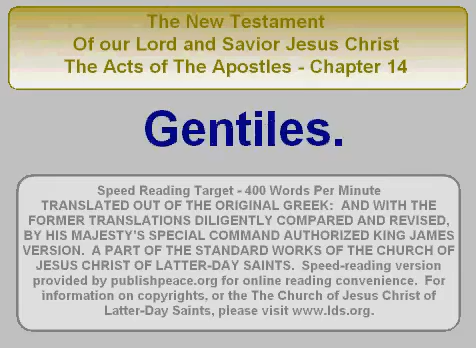 The New Testament
Of our Lord and Savior Jesus Christ
The Acts of The Apostles - Chapter 14
Gentiles.
Speed Reading Target - 400 Words Per Minute
TRANSLATED OUT OF THE ORIGINAL GREEK:  AND WITH THE
FORMER TRANSLATIONS DILIGENTLY COMPARED AND REVISED,
BY HIS MAJESTY'S SPECIAL COMMAND AUTHORIZED KING JAMES
VERSION.  A PART OF THE STANDARD WORKS OF THE CHURCH OF
JESUS CHRIST OF LATTER-DAY SAINTS.  Speed-reading version
provided by publishpeace.org for online reading convenience.  For
information on copyrights, or the The Church of Jesus Christ of
Latter-Day Saints, please visit www.lds.org.